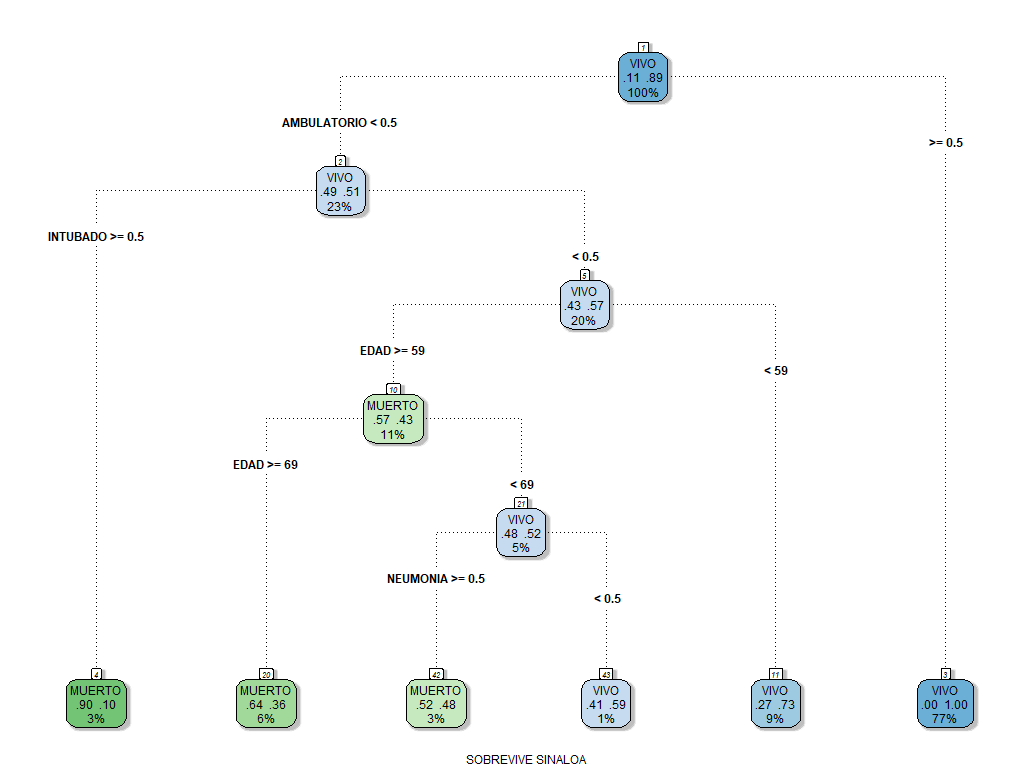 1
VIVO
.11 .89
100%
AMBULATORIO < 0.5
>= 0.5
2
VIVO
.49 .51
23%
INTUBADO >= 0.5
< 0.5
5
VIVO
.43 .57
20%
EDAD >= 59
< 59
10
MUERTO
.57 .43
11%
EDAD >= 69
< 69
21
VIVO
.48 .52
5%
NEUMONIA >= 0.5
< 0.5
4
MUERTO
.90 .10
3%
20
MUERTO
.64 .36
6%
42
MUERTO
.52 .48
3%
43
VIVO
.41 .59
1%
11
VIVO
.27 .73
9%
3
VIVO
.00 1.00
77%
SOBREVIVE SINALOA